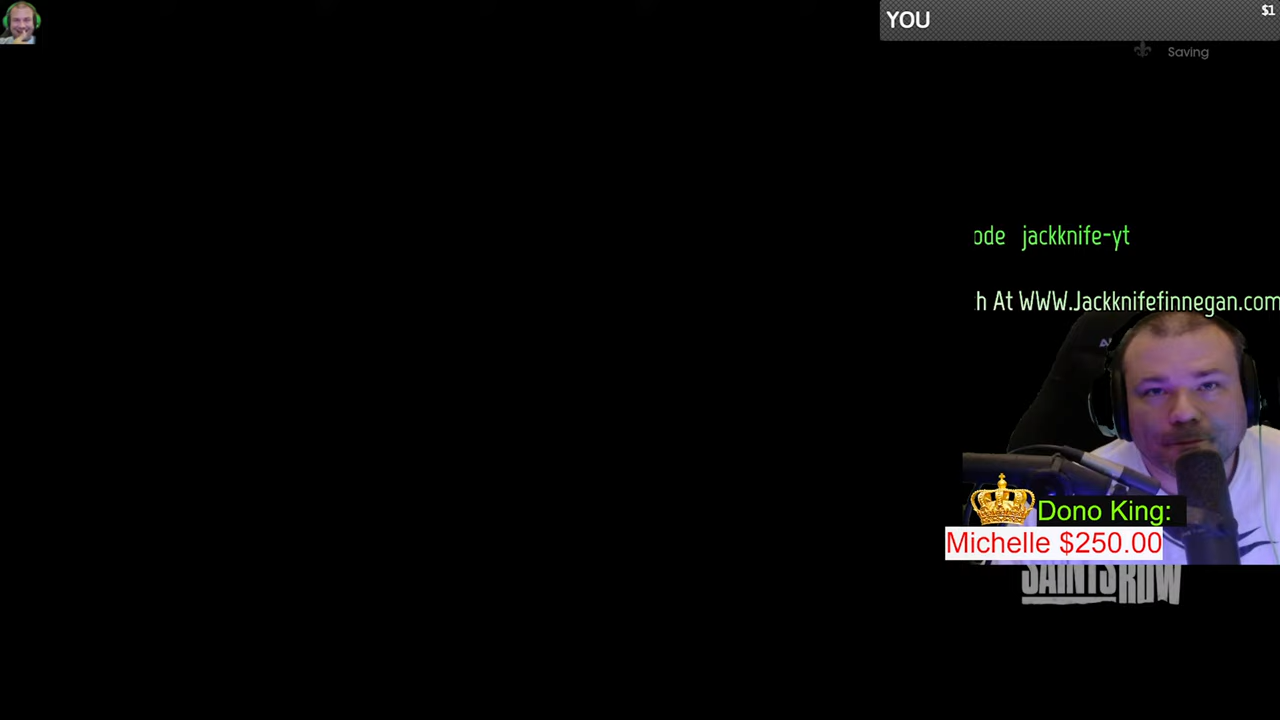 YOU
$1
Saving
ode jackknife-yt
h At WWW.Jackknifefinnegan.com
Dono King:
Michelle $250.00
SAINTS ROW